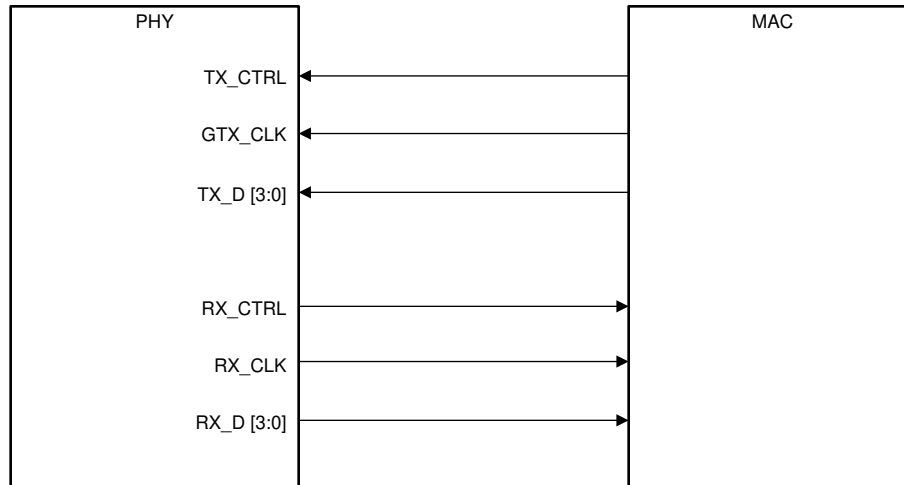 PHY
MAC
TX_CTRL
GTX_CLK
TX_D [3:0]
RX_CTRL
RX_CLK
RX_D [3:0]